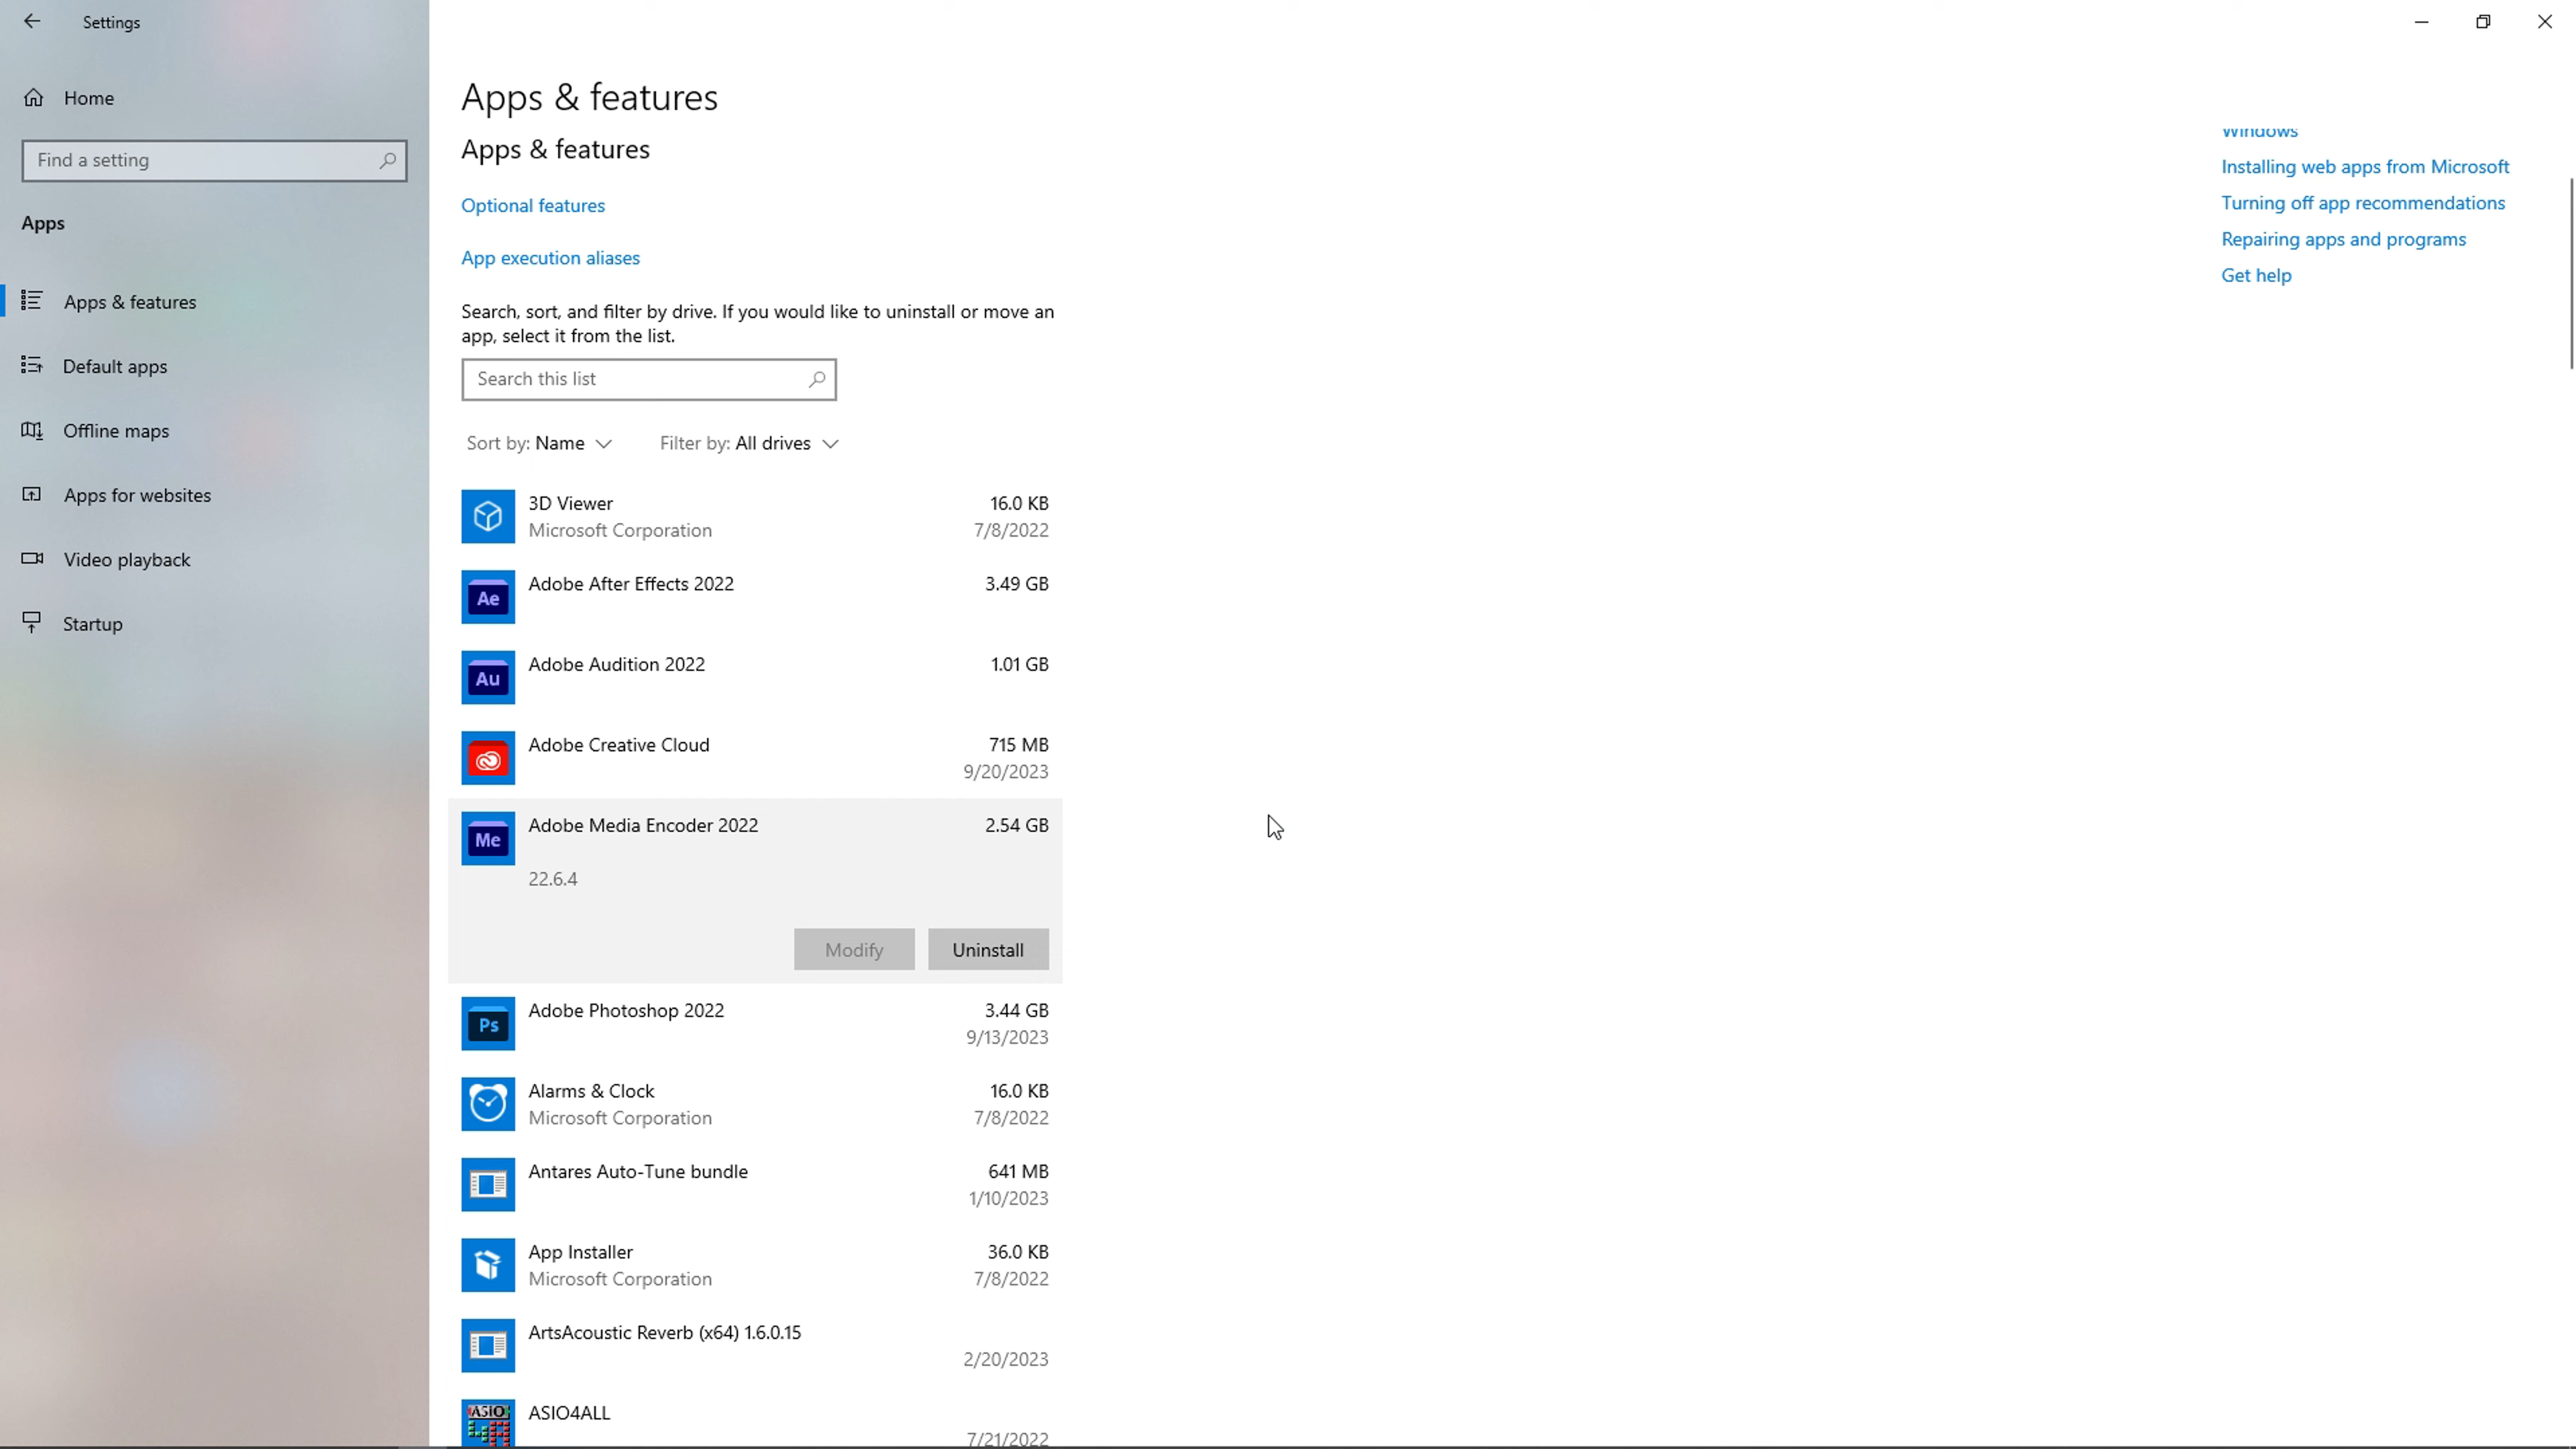 Settings
Home
Find a setting
Apps
Apps & features
Default apps
Offline maps
Apps for websites
Video playback
Startup
Apps & features
Apps & features
Optional features
App execution aliases
Search, sort, and filter by drive. If you would like to uninstall or move an
app, select it from the list.
Search this list
Sort by: Name
Filter by: All drives
3D Viewer
16.0 KB
Microsoft Corporation
7/8/2022
Ae
Adobe After Effects 2022
3.49 GB
Au
Adobe Audition 2022
1.01 GB
Adobe Creative Cloud
715 MB
9/20/2023
Me
Adobe Media Encoder 2022
2.54 GB
22.6.4
Modify
Uninstall
Ps
Adobe Photoshop 2022
3.44 GB
9/13/2023
Alarms & Clock
16.0 KB
Microsoft Corporation
7/8/2022
Antares Auto-Tune bundle
641 MB
1/10/2023
App Installer
36.0 KB
Microsoft Corporation
7/8/2022
ArtsAcoustic Reverb (x64) 1.6.0.15
2/20/2023
ASIO
4A
ASIO4ALL
7/21/2022
Windows
Installing web apps from Microsoft
Turning off app recommendations
Repairing apps and programs
Get help